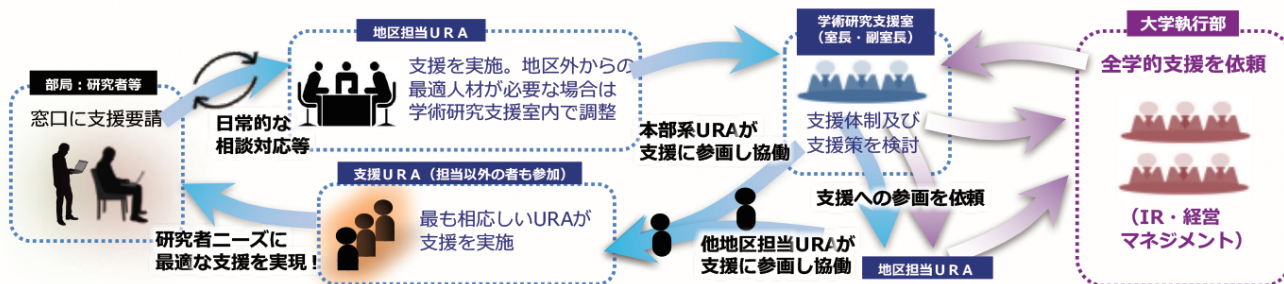 部局：研究者等
窓口に支援要請
日常的な
相談対応等
地区担当ＵＲＡ
支援を実施。地区外からの
最適人材が必要な場合は
学術研究支援室内で調整
学術研究支援室
（室長・副室長）
支援体制及び
支援策を検討
大学執行部
全学的支援を依頼
（IR・経営
マネジメント）
本部系URAが
支援に参画し協働
支援への参画を依頼
支援ＵＲＡ（担当以外の者も参加）
最も相応しいURAが
支援を実施
研究者ニーズに
最適な支援を実現！
他地区担当URAが
支援に参画し協働
地区担当ＵＲＡ